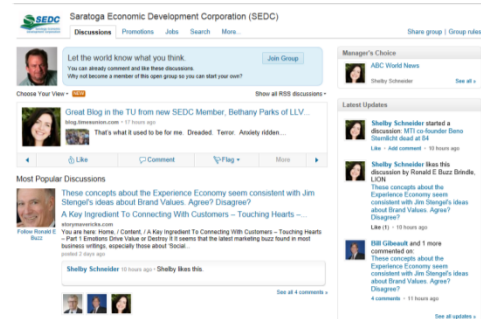 SEDC
Saratoga Economic Development Corporation (SEDC)
Discussions Promotions Jobs Search More...
Share group | Group rules
Let the world know what you think.
You can already comment and like these discussions.
Why not become a member of this open group so you can start your own?
Join Group
Choose Your View NEW
Show all RSS discussions
Great Blog in the TU from new SEDC Member, Bethany Parks of LLV...
blog.timesunion.com • 17 hours ago
That's what it used to be for me. Dreaded. Terror. Anxiety ridden....
Like Comment Flag More
Most Popular Discussions
These concepts about the Experience Economy seem consistent with Jim
Stengel's ideas about Brand Values. Agree? Disagree?
A Key Ingredient To Connecting With Customers – Touching Hearts –...
storymavericks.com
You are here: Home, / Content, / A Key Ingredient To Connecting With Customers – Touching Hearts
– Part 1 Emotions Drive Value or Destroy It It seems that the latest marketing buzz found in most
business writings, especially those about 'Social...
posted 2 days ago
Follow Ronald E
Buzz
Shelby Schneider 10 hours ago • Shelby likes this.
See all 4 comments »
Manager's Choice
ABC World News
Shelby Schneider
See all »
Latest Updates
Shelby Schneider started a
discussion: MTI co-founder Bena
Sternlicht dead at 84
Like • Add comment • 10 hours ago
Shelby Schneider likes this
discussion by Ronald E Buzz Brindle,
LION
These concepts about the
Experience Economy seem
consistent with Jim Stengel's ideas
about Brand Values. Agree?
Disagree?
Like (1) • 10 hours ago
Bill Gibeault and 1 more
commented on:
These concepts about the
Experience Economy seem
consistent with Jim Stengel's ideas
about Brand Values. Agree?
Disagree?
4 comments • 11 hours ago
See all updates »